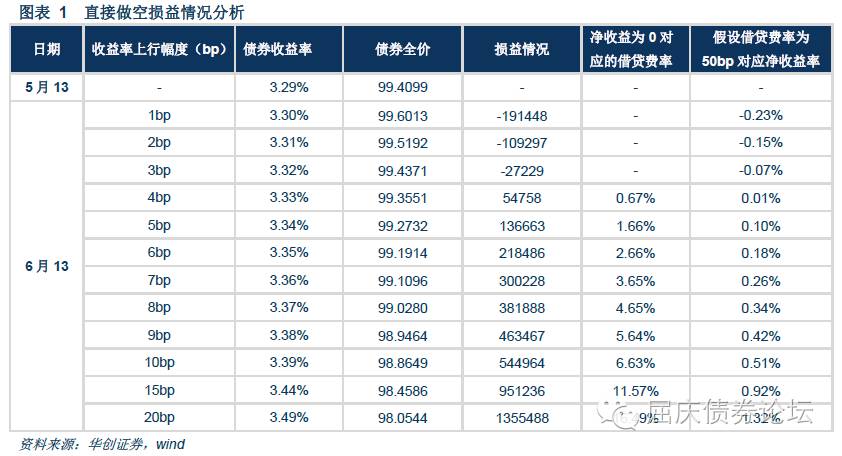 图表 1 直接做空损益情况分析
日期 收益率上行幅度（bp） 债券收益率 债券全价 损益情况 净收益为 0 对应的借贷费率 假设借贷费率为 50bp 对应净收益率
5 月 13 - 3.29% 99.4099 - - -
6 月 13
1bp 3.30% 99.6013 -191448 - -0.23%
2bp 3.31% 99.5192 -109297 - -0.15%
3bp 3.32% 99.4371 -27229 - -0.07%
4bp 3.33% 99.3551 54758 0.67% 0.01%
5bp 3.34% 99.2732 136663 1.66% 0.10%
6bp 3.35% 99.1914 218486 2.66% 0.18%
7bp 3.36% 99.1096 300228 3.65% 0.26%
8bp 3.37% 99.0280 381888 4.65% 0.34%
9bp 3.38% 98.9464 463467 5.64% 0.42%
10bp 3.39% 98.8649 544964 6.63% 0.51%
15bp 3.44% 98.4586 951236 11.57% 0.92%
20bp 3.49% 98.0544 1355488 1.32%
屈庆债券论坛
资料来源：华创证券，wind